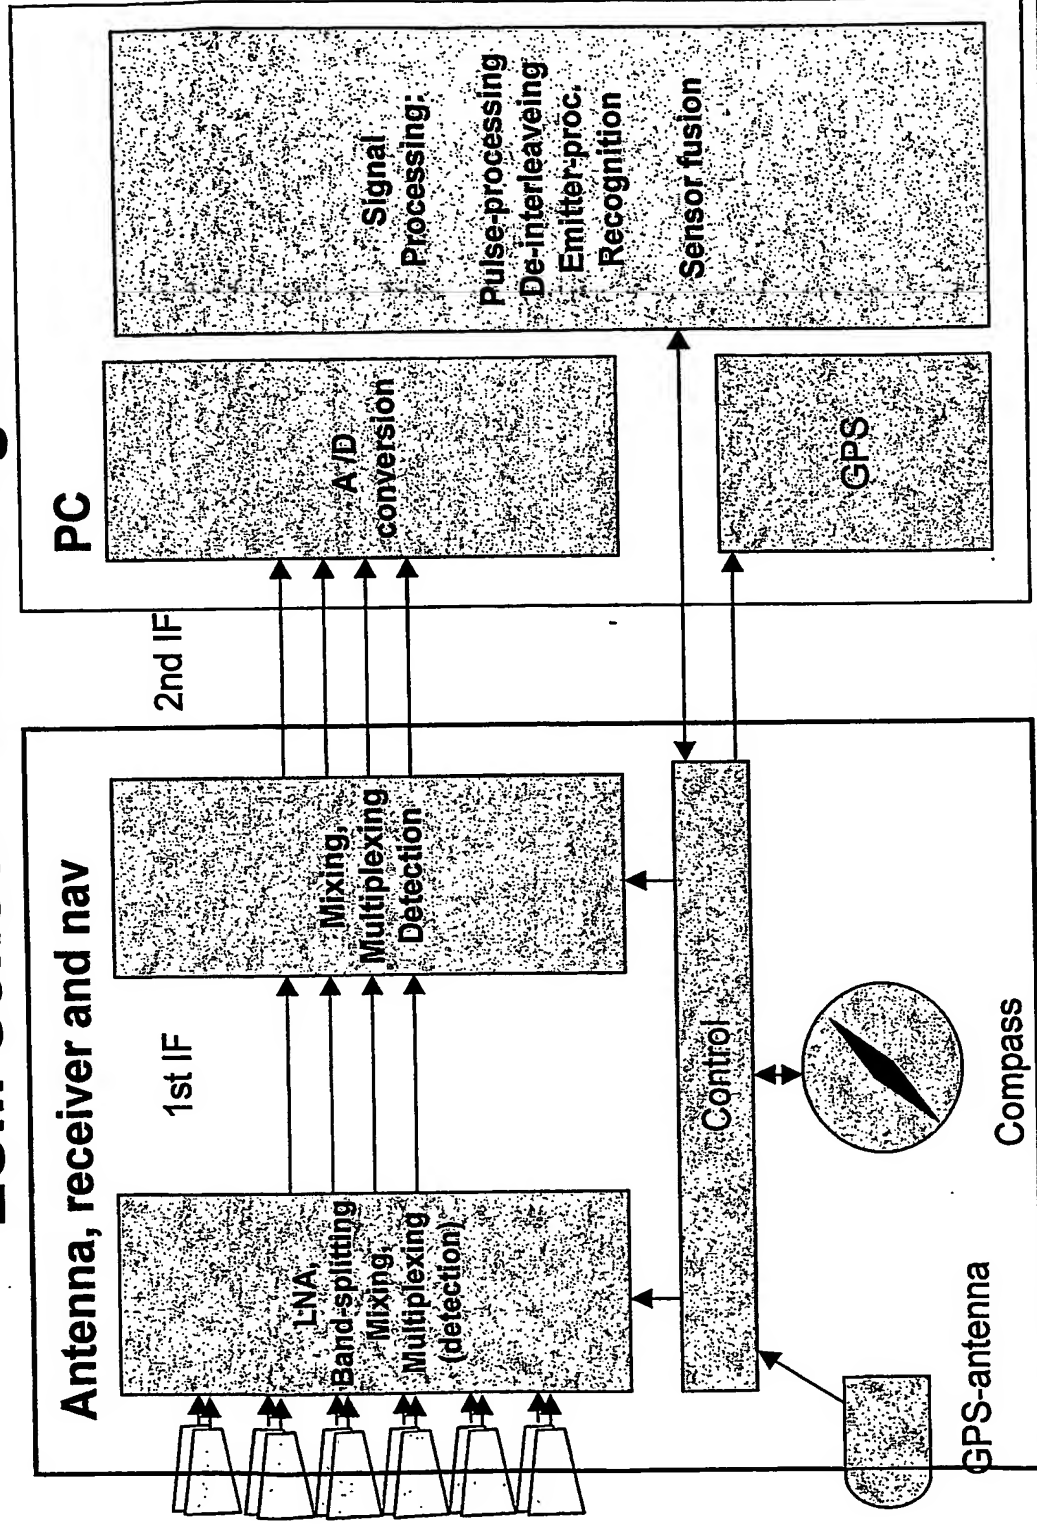 Antenna, receiver and nav
PC
1st IF
2nd IF
LNA,
Band-splitting
Mixing,
Multiplexing
(detection)
Mixing,
Multiplexing
Detection
A/D
conversion
Signal
Processing:
Pulse-processing
De-interleaveing
Emitter-proc.
Recognition
Sensor fusion
Control
GPS
GPS-antenna
Compass